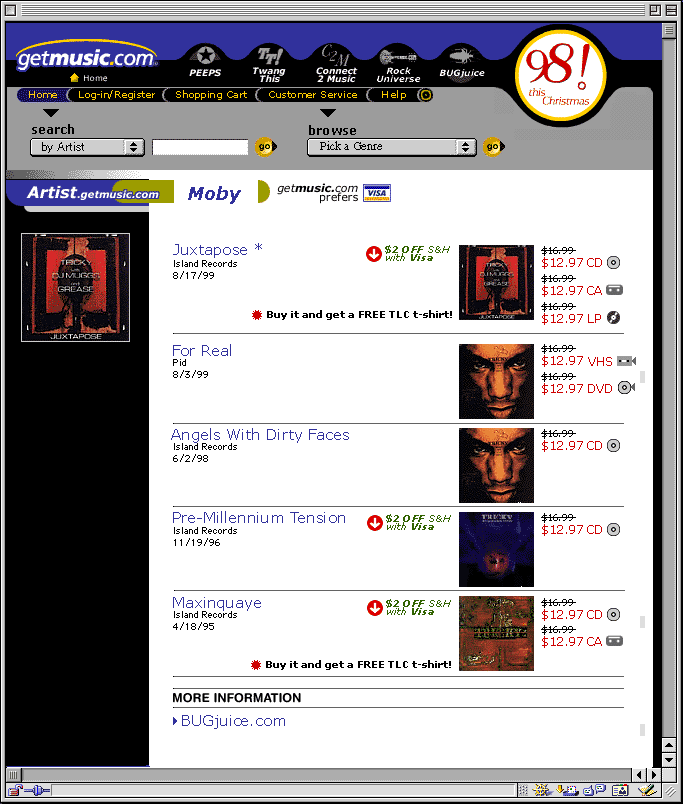 getmusic.com
Home
PEEPS
Twang This
Connect 2 Music
Rock Universe
BUGjuice
98!
this Christmas
Home
Log-in/Register
Shopping Cart
Customer Service
Help
search
browse
by Artist
go
Pick a Genre
go
Artist.getmusic.com
Moby
getmusic.com
prefers
VISA
TRICKY
with
DJ MUGGS
and
GREASE
JUXTAPOSE
Juxtapose *
Island Records
8/17/99
$2 OFF S&H
with Visa
Buy it and get a FREE TLC t-shirt!
$16.99
$12.97 CD
$16.99
$12.97 CA
$16.99
$12.97 LP
For Real
Pid
8/3/99
$16.99
$12.97 VHS
$16.99
$12.97 DVD
Angels With Dirty Faces
Island Records
6/2/98
$16.99
$12.97 CD
Pre-Millennium Tension
Island Records
11/19/96
$2 OFF S&H
with Visa
TRICKY
$16.99
$12.97 CD
Maxinquaye
Island Records
4/18/95
$2 OFF S&H
with Visa
Buy it and get a FREE TLC t-shirt!
$16.99
$12.97 CD
$16.99
$12.97 CA
MORE INFORMATION
BUGjuice.com